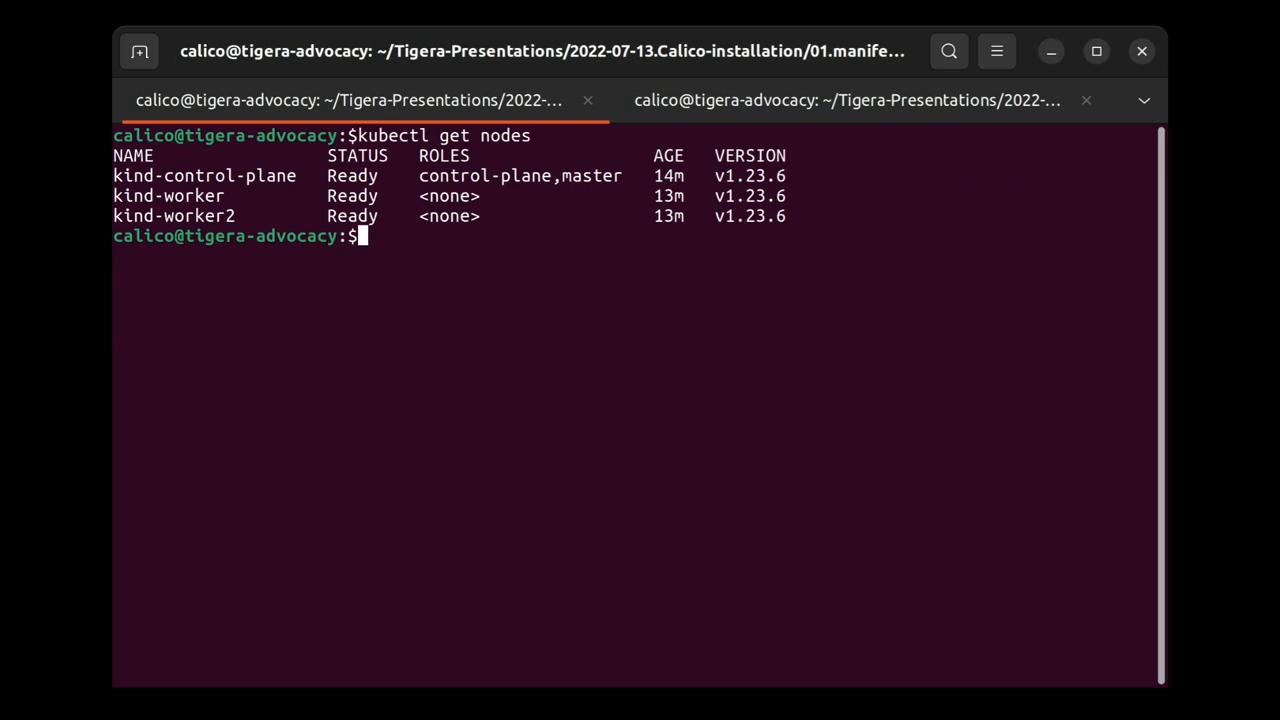 calico@tigera-advocacy: ~/Tigera-Presentations/2022-07-13.Calico-installation/01.manife...
calico@tigera-advocacy: ~/Tigera-Presentations/2022-... calico@tigera-advocacy: ~/Tigera-Presentations/2022-...
calico@tigera-advocacy:$kubectl get nodes
NAME STATUS ROLES AGE VERSION
kind-control-plane Ready control-plane,master 14m v1.23.6
kind-worker Ready <none> 13m v1.23.6
kind-worker2 Ready <none> 13m v1.23.6
calico@tigera-advocacy:$